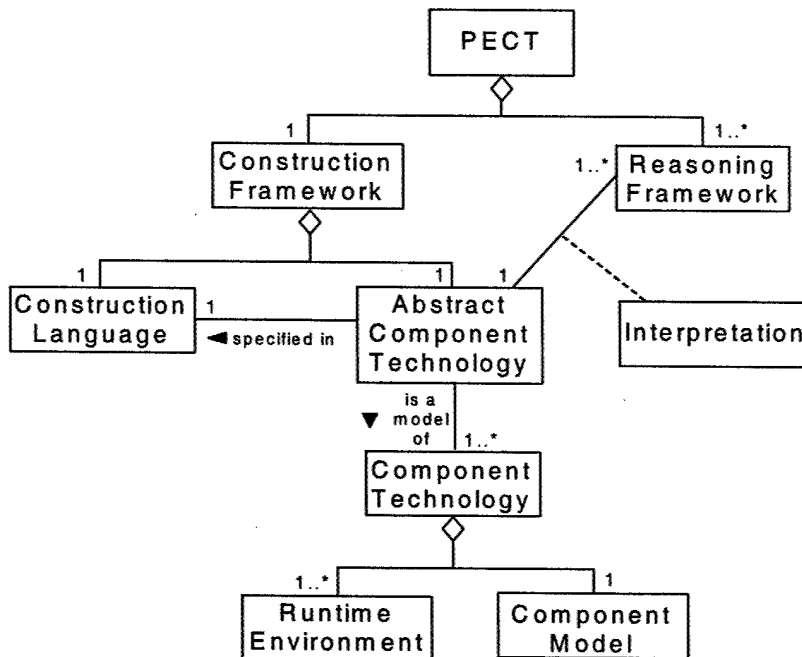 PECT
1
1..*
Construction
Framework
1..*
Reasoning
Framework
1
1
1
Construction
Language
1
specified in
Abstract
Component
Technology
Interpretation
is a
model
of
1..*
Component
Technology
1..*
1
Runtime
Environment
Component
Model